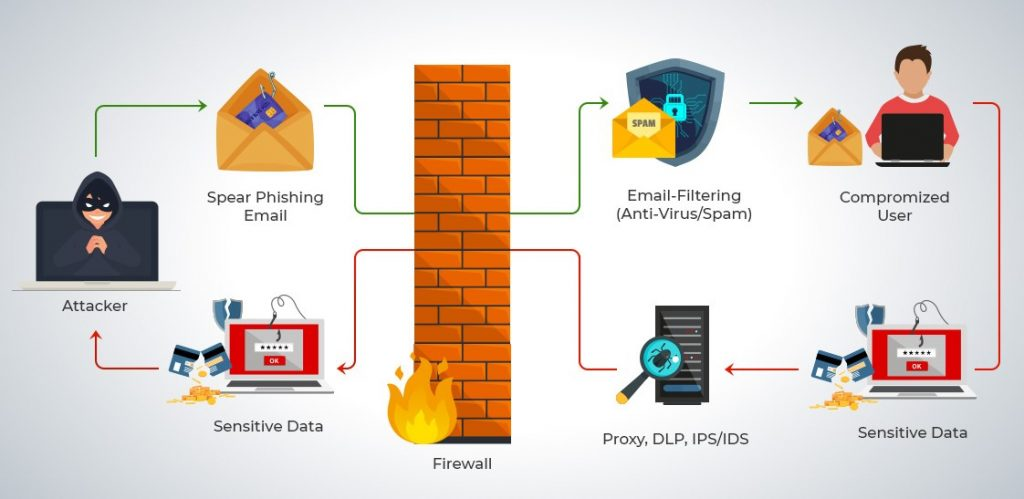 SPAM
Spear Phishing
Email
Email-Filtering
(Anti-Virus/Spam)
Compromized
User
Attacker
*****
OK
Sensitive Data
Firewall
Proxy, DLP, IPS/IDS
*****
OK
Sensitive Data